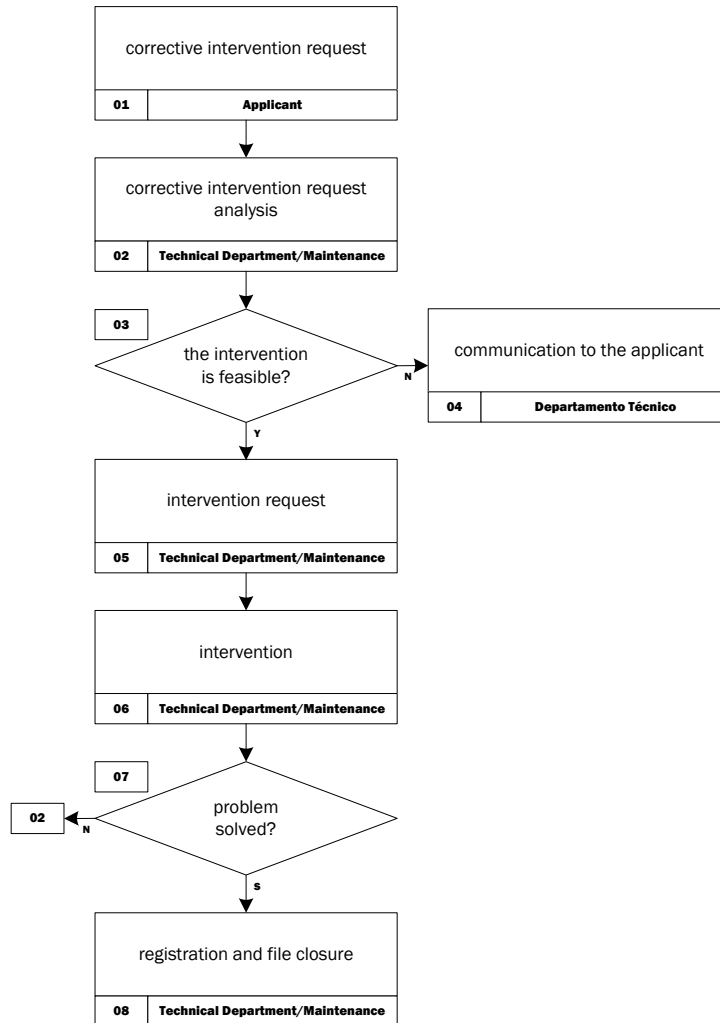 corrective intervention request
01 Applicant
corrective intervention request
analysis
02 Technical Department/Maintenance
03
the intervention
is feasible?
N
communication to the applicant
04 Departamento Técnico
Y
intervention request
05 Technical Department/Maintenance
intervention
06 Technical Department/Maintenance
07
problem
solved?
02
N
S
registration and file closure
08 Technical Department/Maintenance